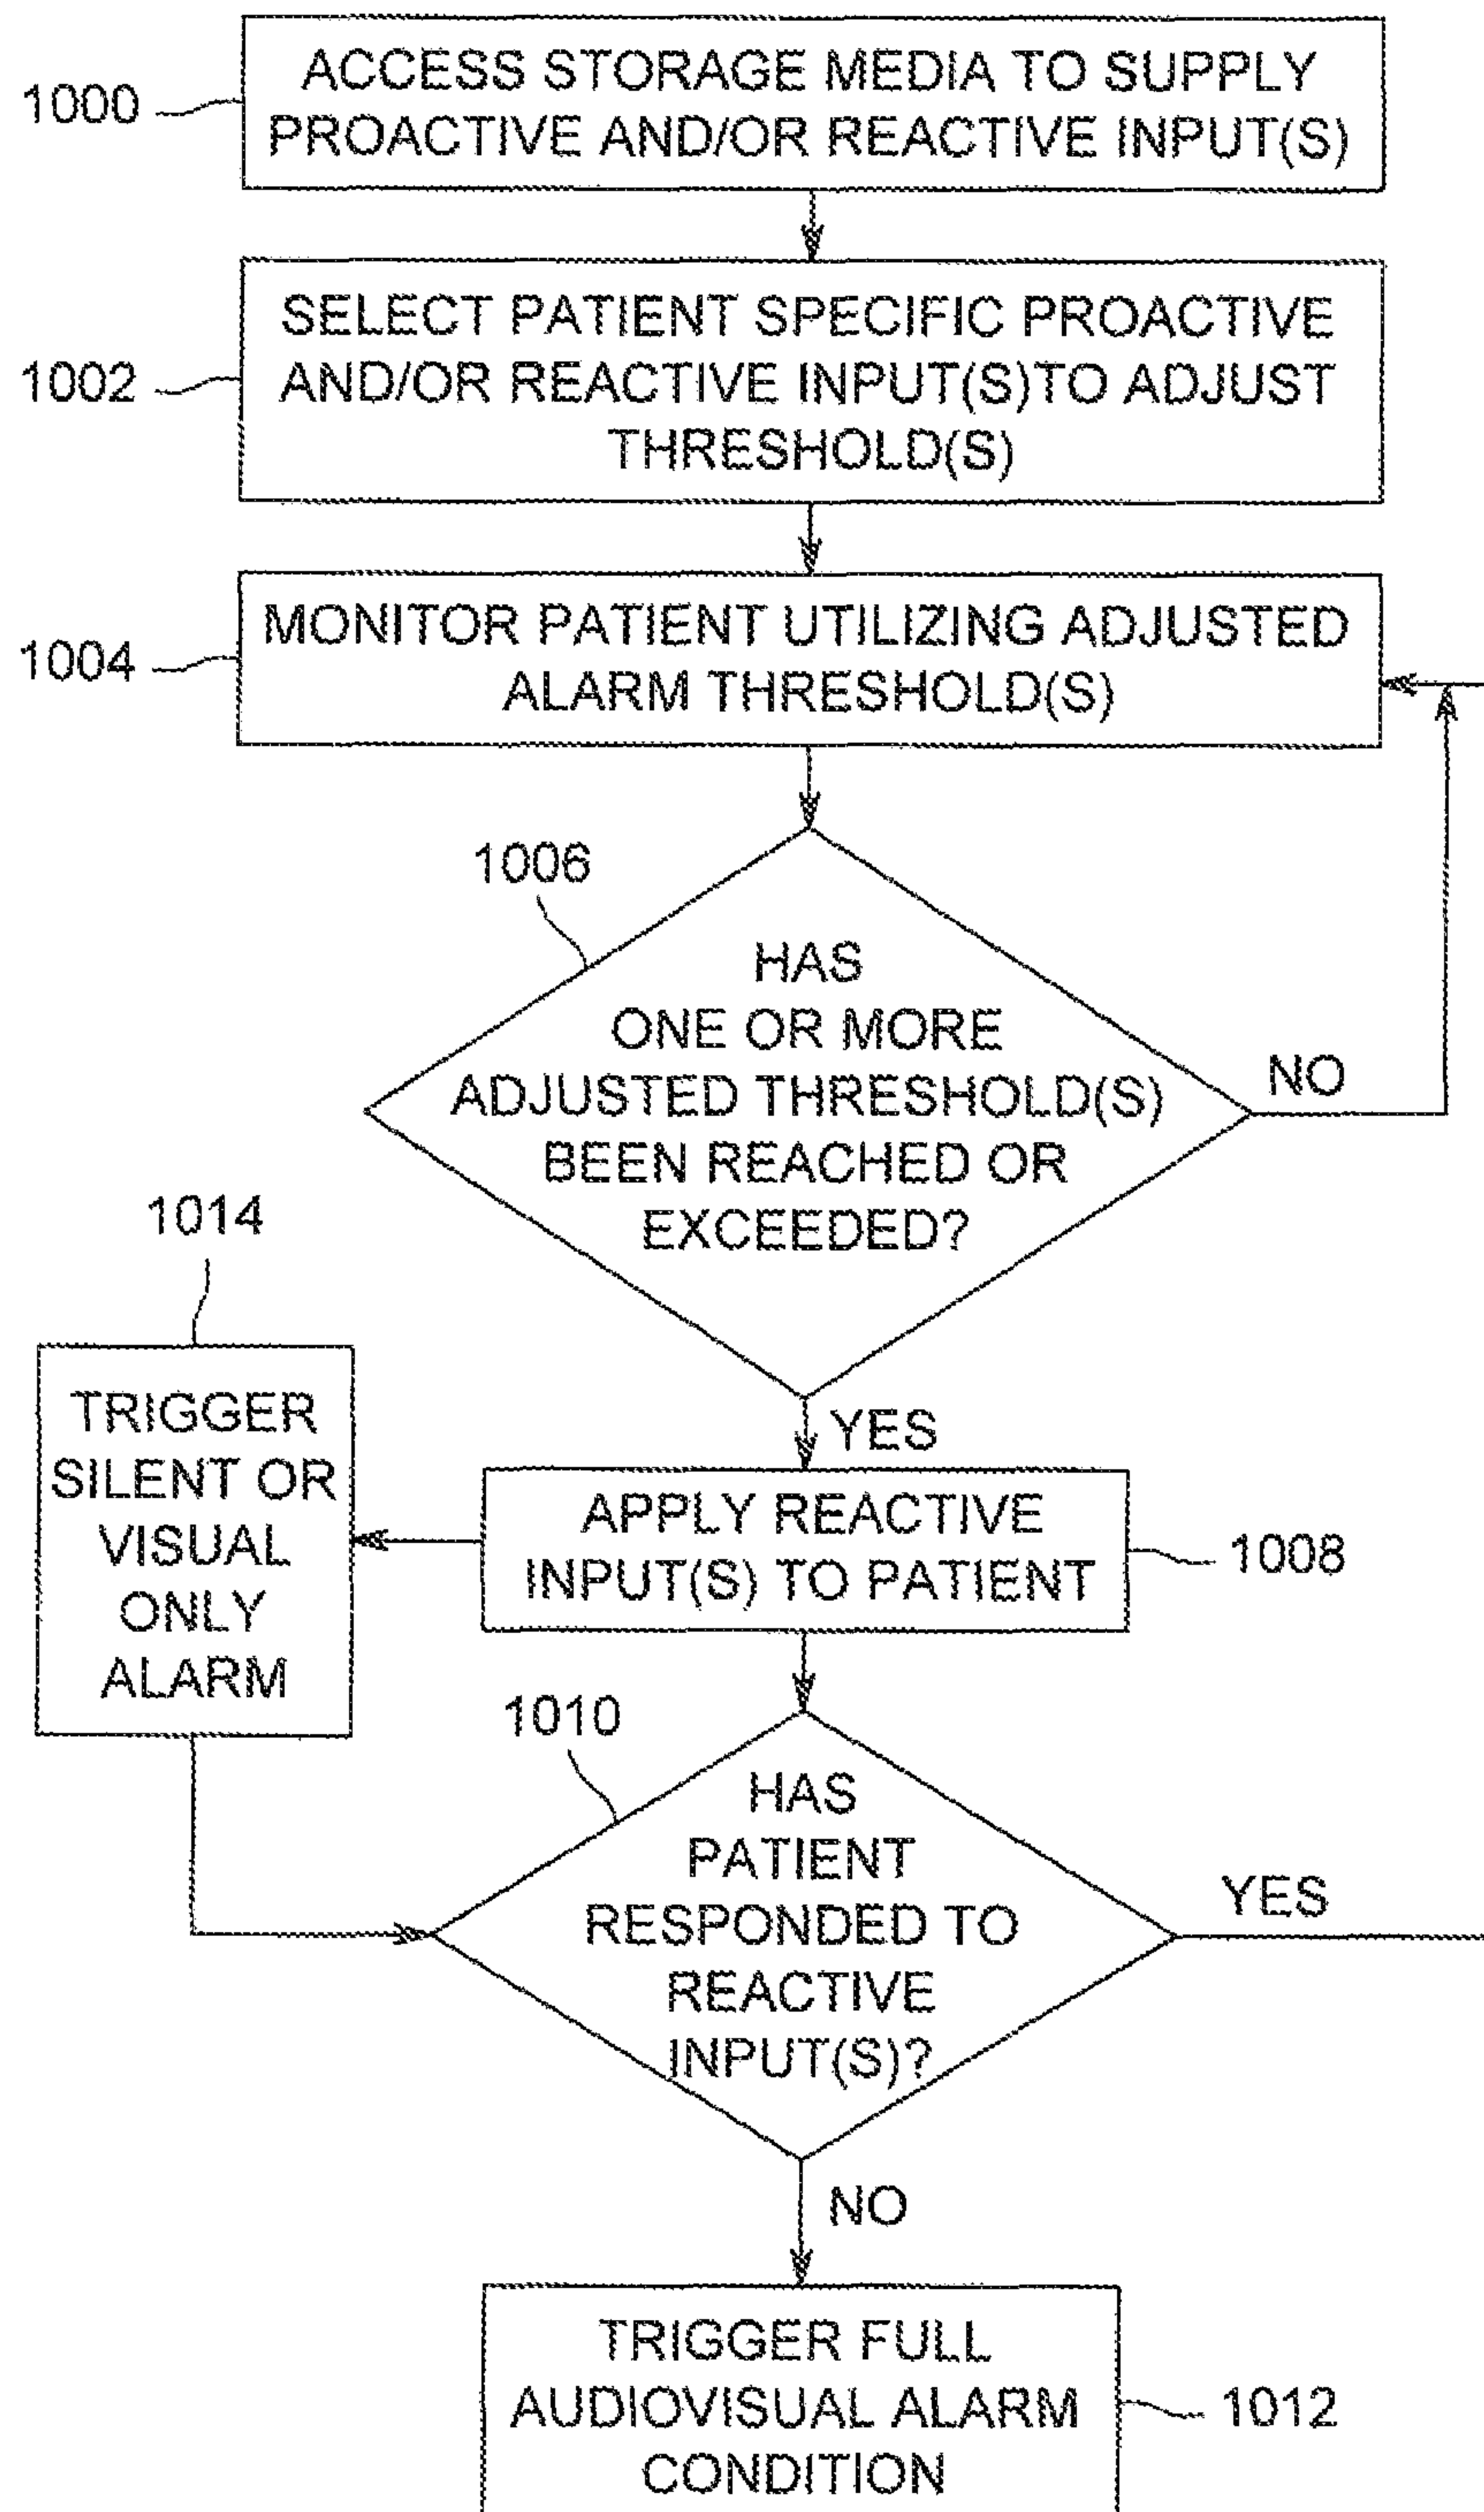 1000
ACCESS STORAGE MEDIA TO SUPPLY
PROACTIVE AND/OR REACTIVE INPUT(S)
1002
SELECT PATIENT SPECIFIC PROACTIVE
AND/OR REACTIVE INPUT(S)TO ADJUST
THRESHOLD(S)
1004
MONITOR PATIENT UTILIZING ADJUSTED
ALARM THRESHOLD(S)
1006
HAS
ONE OR MORE
ADJUSTED THRESHOLD(S)
BEEN REACHED OR
EXCEEDED?
NO
YES
1014
TRIGGER
SILENT OR
VISUAL
ONLY
ALARM
APPLY REACTIVE
INPUT(S) TO PATIENT
1008
1010
HAS
PATIENT
RESPONDED TO
REACTIVE
INPUT(S)?
YES
NO
TRIGGER FULL
AUDIOVISUAL ALARM
CONDITION
1012